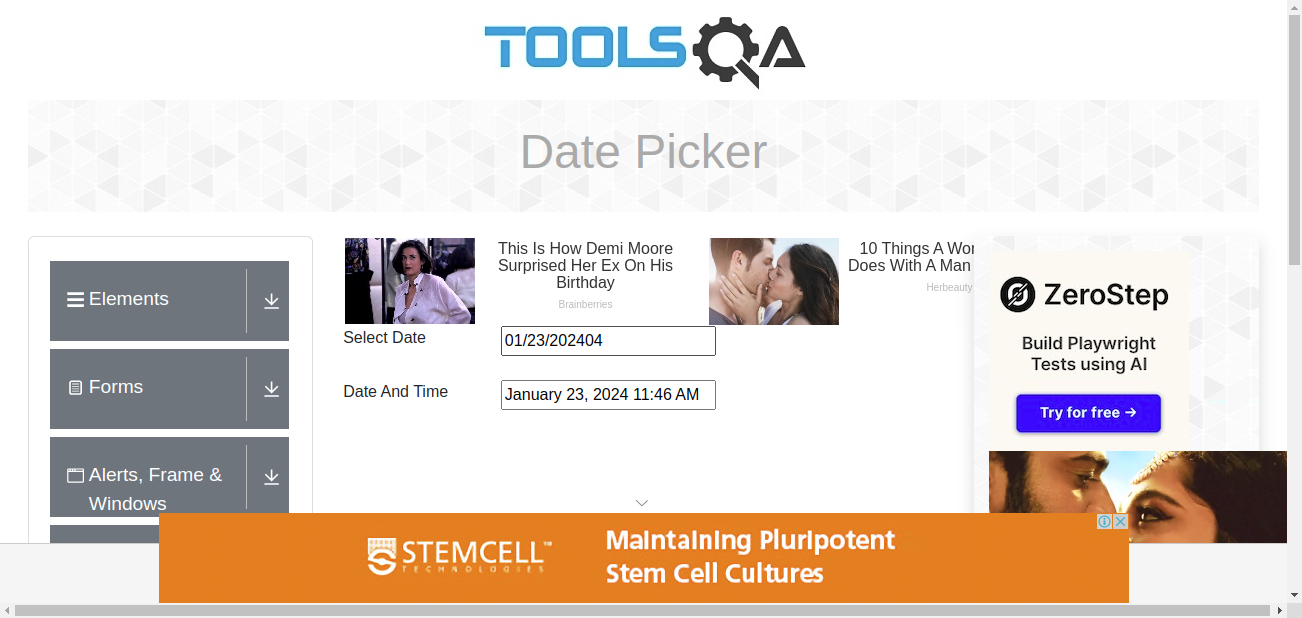 TOOLSQA
Date Picker
Elements
Forms
Alerts, Frame &
Windows
This Is How Demi Moore
Surprised Her Ex On His
Birthday
Brainberries
10 Things A Wor
Does With A Man
Herbeauty
Select Date
01/23/202404
Date And Time
January 23, 2024 11:46 AM
ZeroStep
Build Playwright
Tests using AI
Try for free →
STEMCELL™
TECHNOLOGIES
Maintaining Pluripotent
Stem Cell Cultures